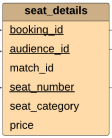 seat_details
booking_id
audience_id
match_id
seat_number
seat_category
price